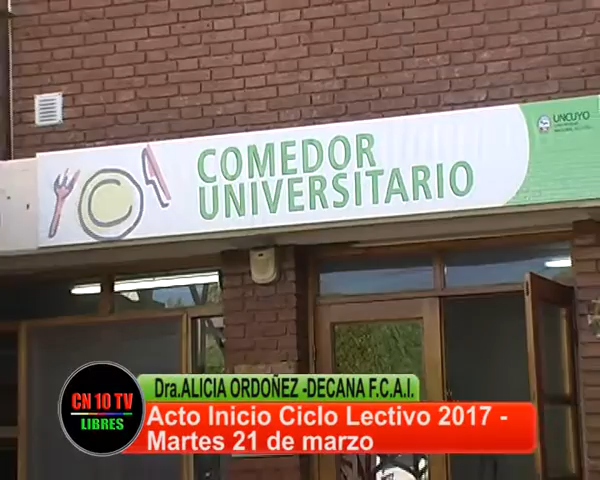 UNCUYO
COMEDOR
UNIVERSITARIO
Dra.ALICIA ORDOÑEZ -DECANA F.C.A.I.
CN 10 TV
LIBRES
Acto Inicio Ciclo Lectivo 2017 -
Martes 21 de marzo